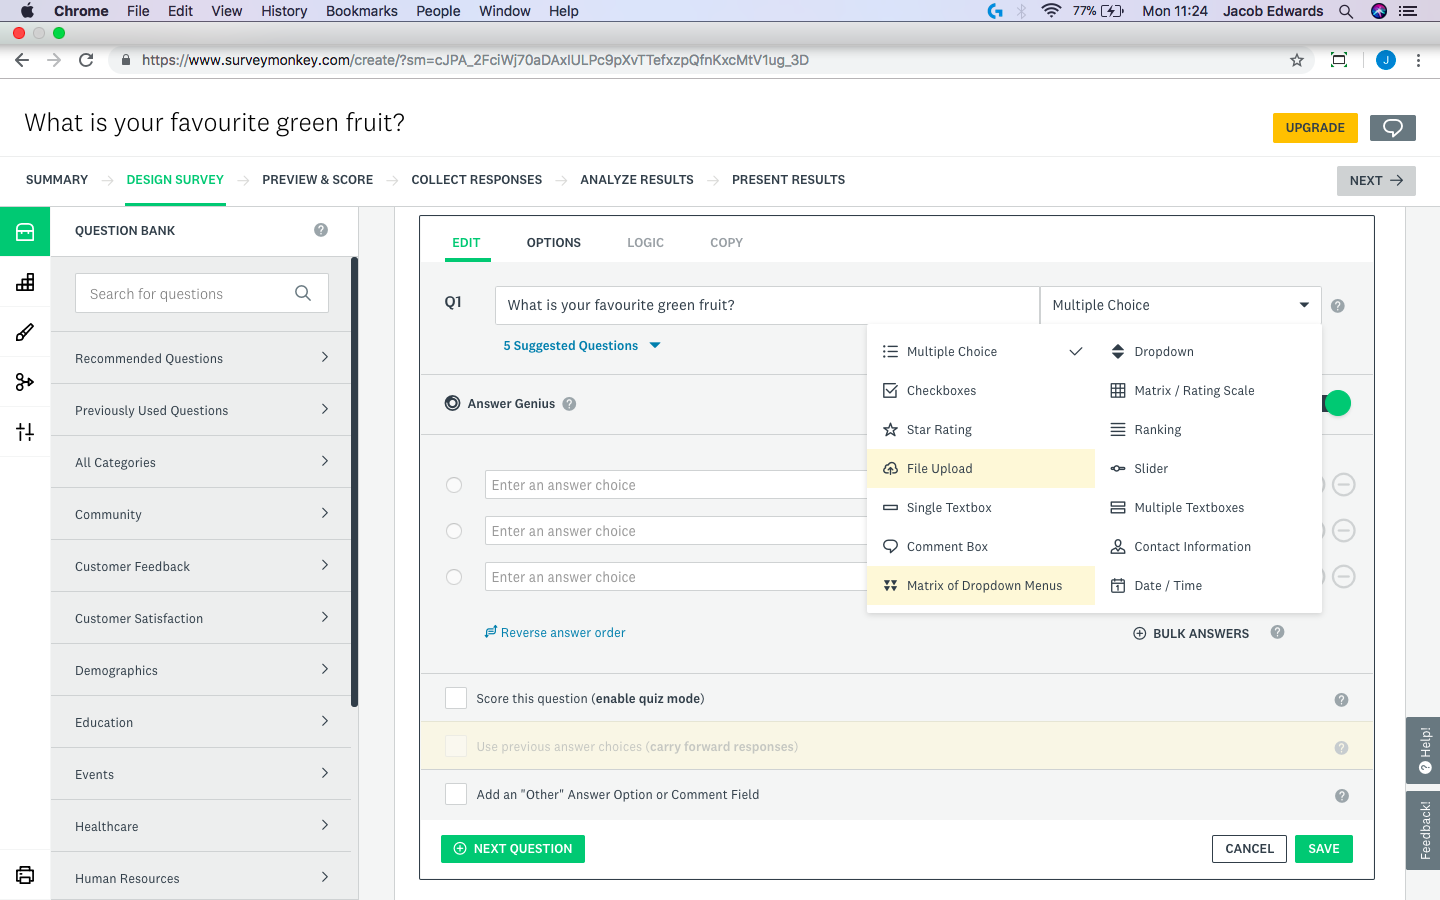 Chrome File Edit View History Bookmarks People Window Help 77% Mon 11:24 Jacob Edwards
https://www.surveymonkey.com/create/?sm=cJPA_2FciWj70aDAxIULPc9pXvTTefxzpQfnKxcMtV1ug_3D J
What is your favourite green fruit?
UPGRADE
SUMMARY DESIGN SURVEY PREVIEW & SCORE COLLECT RESPONSES ANALYZE RESULTS PRESENT RESULTS
NEXT
QUESTION BANK ?
Search for questions
Recommended Questions
Previously Used Questions
All Categories
Community
Customer Feedback
Customer Satisfaction
Demographics
Education
Events
Healthcare
Human Resources
EDIT OPTIONS LOGIC COPY
Q1 What is your favourite green fruit? Multiple Choice ?
5 Suggested Questions
Answer Genius ?
Multiple Choice Dropdown
Checkboxes Matrix / Rating Scale
Star Rating Ranking
File Upload Slider
Single Textbox Multiple Textboxes
Comment Box Contact Information
Matrix of Dropdown Menus Date / Time
Enter an answer choice
Enter an answer choice
Enter an answer choice
Reverse answer order BULK ANSWERS ?
Score this question (enable quiz mode) ?
Use previous answer choices (carry forward responses) ?
Add an "Other" Answer Option or Comment Field ?
NEXT QUESTION CANCEL SAVE
? Help!
Feedback!